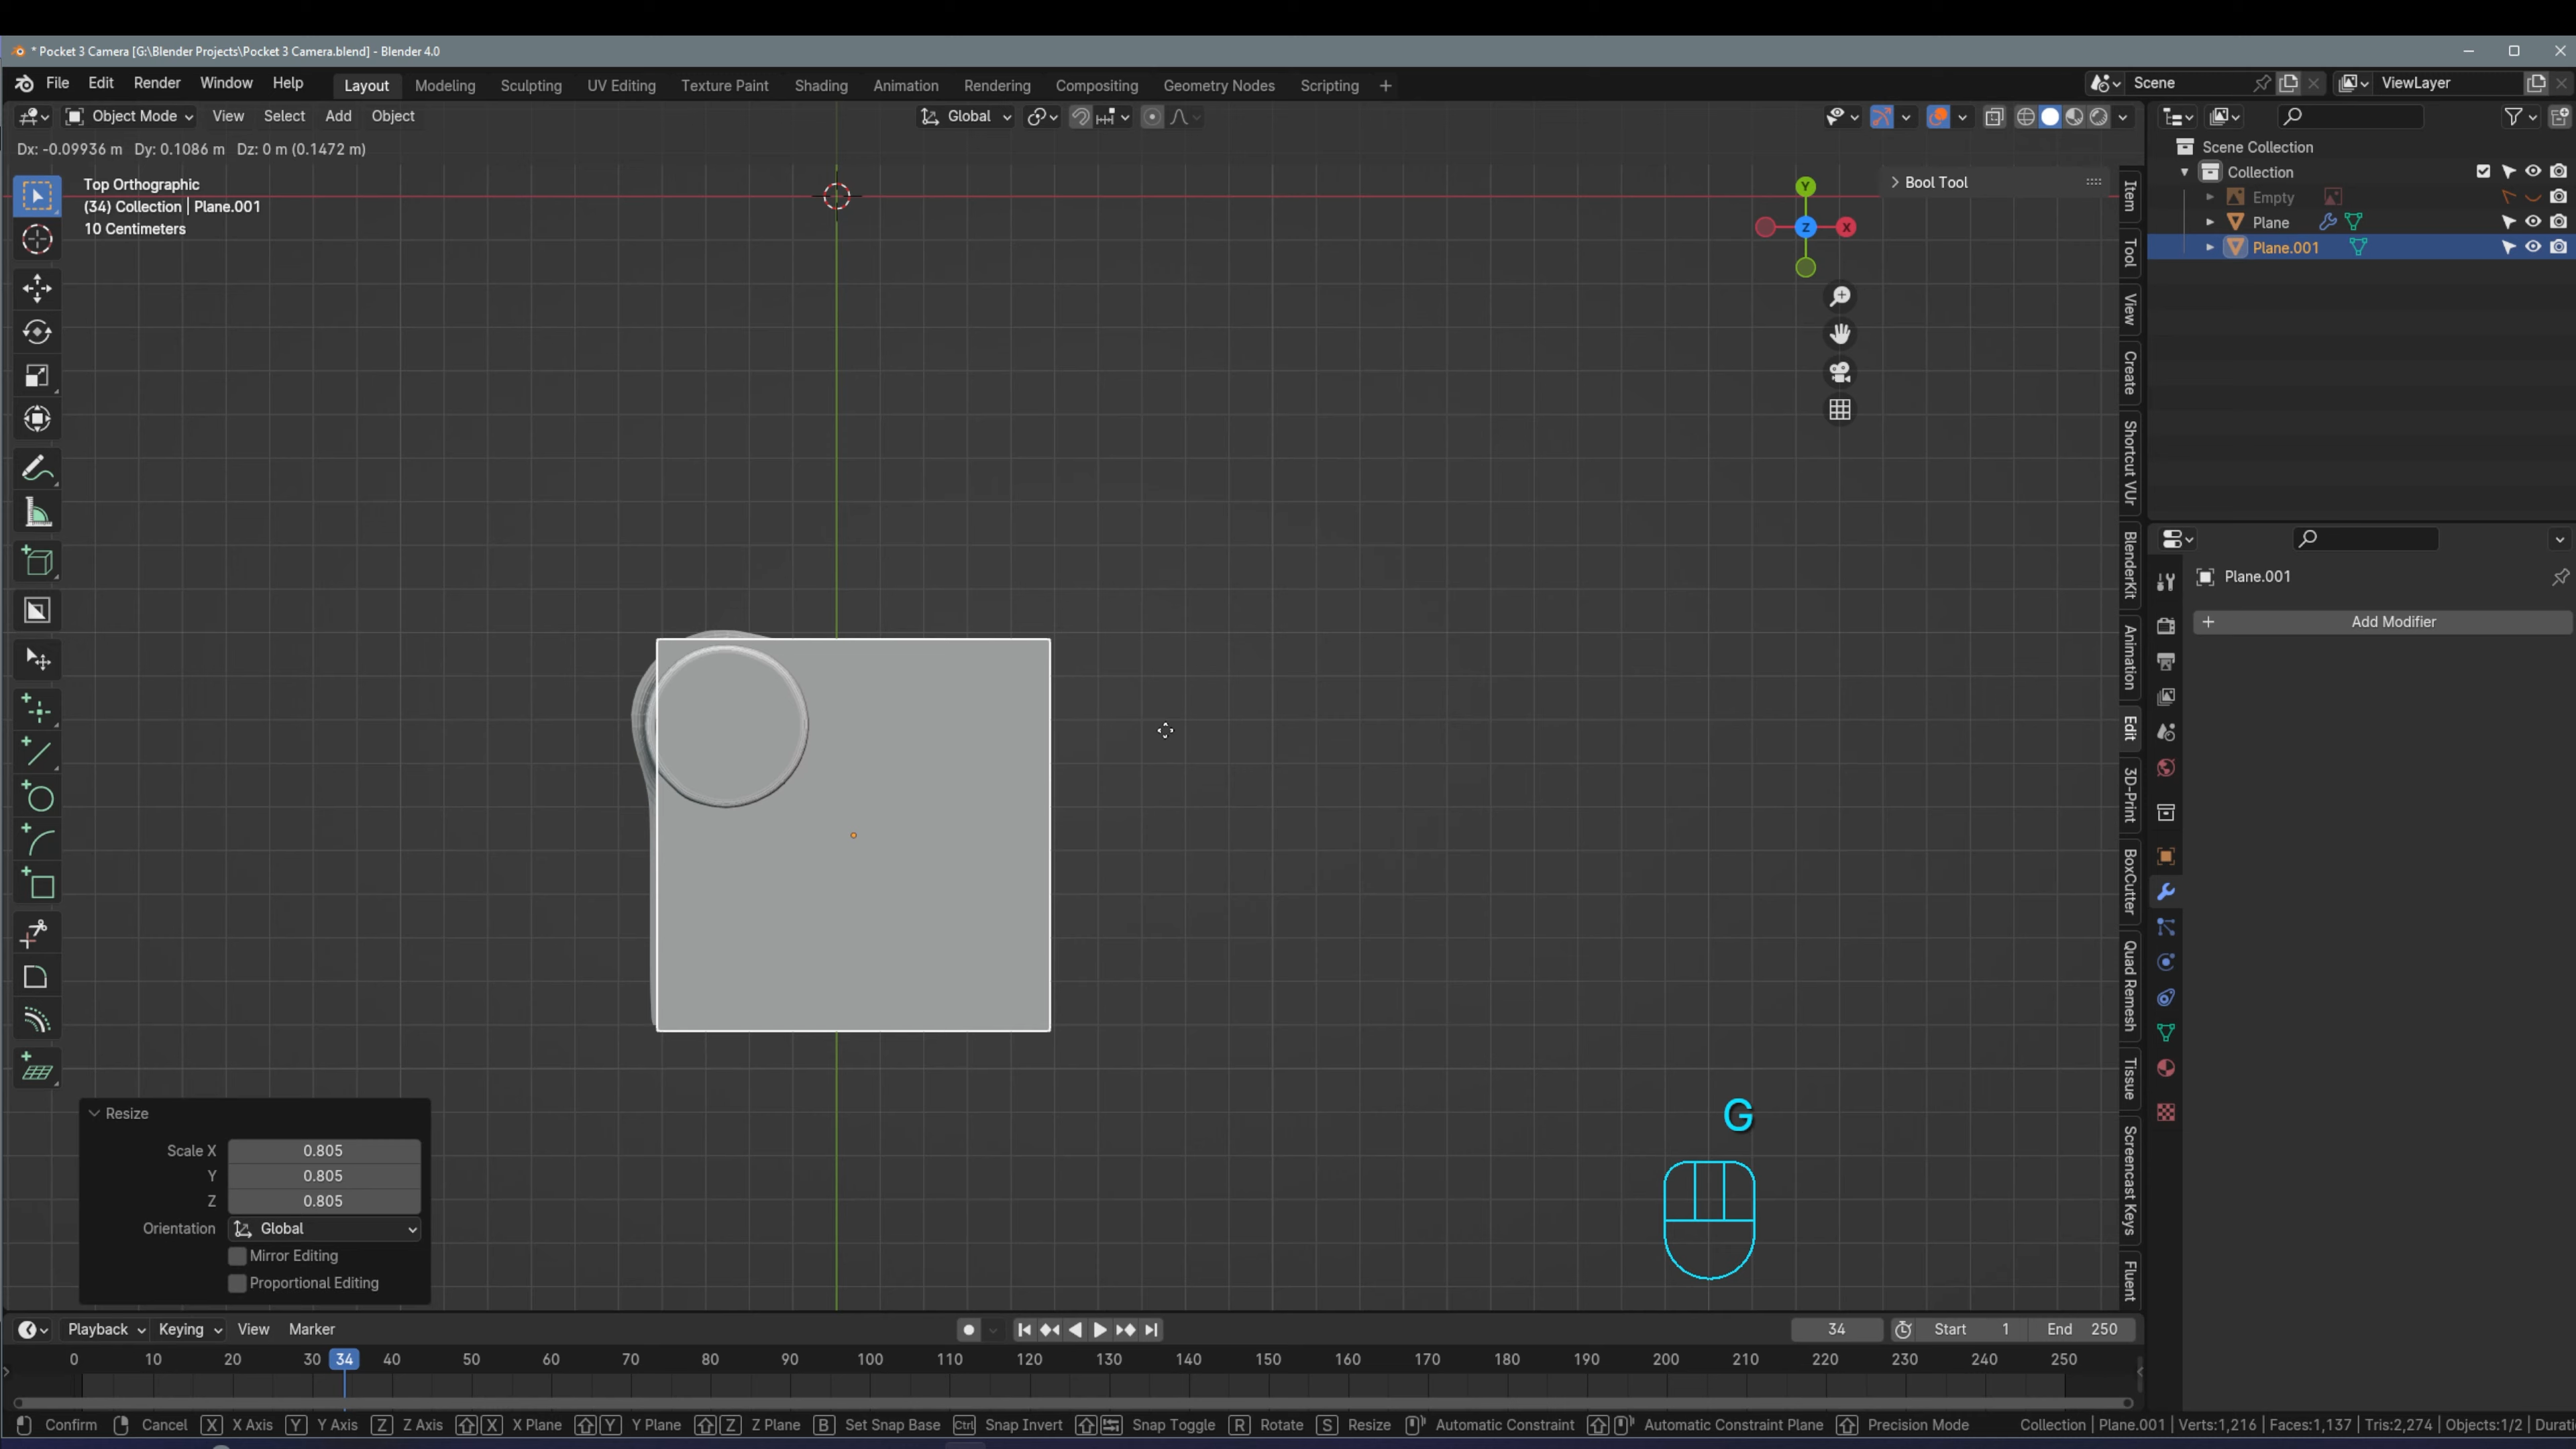 * Pocket 3 Camera [G:\Blender Projects\Pocket 3 Camera.blend] - Blender 4.0
File Edit Render Window Help Layout Modeling Sculpting UV Editing Texture Paint Shading Animation Rendering Compositing Geometry Nodes Scripting + Scene ViewLayer
Object Mode View Select Add Object Global
Dx: -0.09936 m Dy: 0.1086 m Dz: 0 m (0.1472 m)
Top Orthographic
(34) Collection | Plane.001
10 Centimeters
Bool Tool
Y
X
Z
Item
Tool
View
Create
Shortcut VUr
BlenderKit
Animation
Edit
3D-Print
BoxCutter
Quad Remesh
Tissue
Screencast Keys
Fluent
Scene Collection
Collection
Empty
Plane
Plane.001
Plane.001
+ Add Modifier
G
Resize
Scale X 0.805
Y 0.805
Z 0.805
Orientation Global
Mirror Editing
Proportional Editing
Playback Keying View Marker 34 Start 1 End 250
0 10 20 30 34 40 50 60 70 80 90 100 110 120 130 140 150 160 170 180 190 200 210 220 230 240 250
Confirm Cancel X X Axis Y Y Axis Z Z Axis X X Plane Y Y Plane Z Z Plane B Set Snap Base Ctrl Snap Invert Snap Toggle R Rotate S Resize Automatic Constraint Automatic Constraint Plane Precision Mode Collection | Plane.001 | Verts:1,216 | Faces:1,137 | Tris:2,274 | Objects:1/2 | Durati